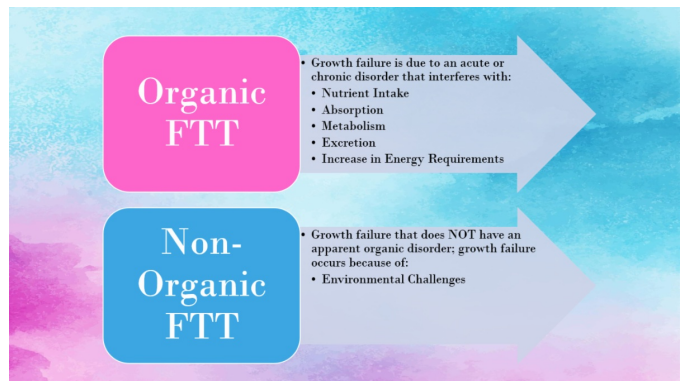 Organic
FTT
• Growth failure is due to an acute or
chronic disorder that interferes with:
• Nutrient Intake
• Absorption
• Metabolism
• Excretion
• Increase in Energy Requirements
Non-
Organic
FTT
• Growth failure that does NOT have an
apparent organic disorder; growth failure
occurs because of:
• Environmental Challenges